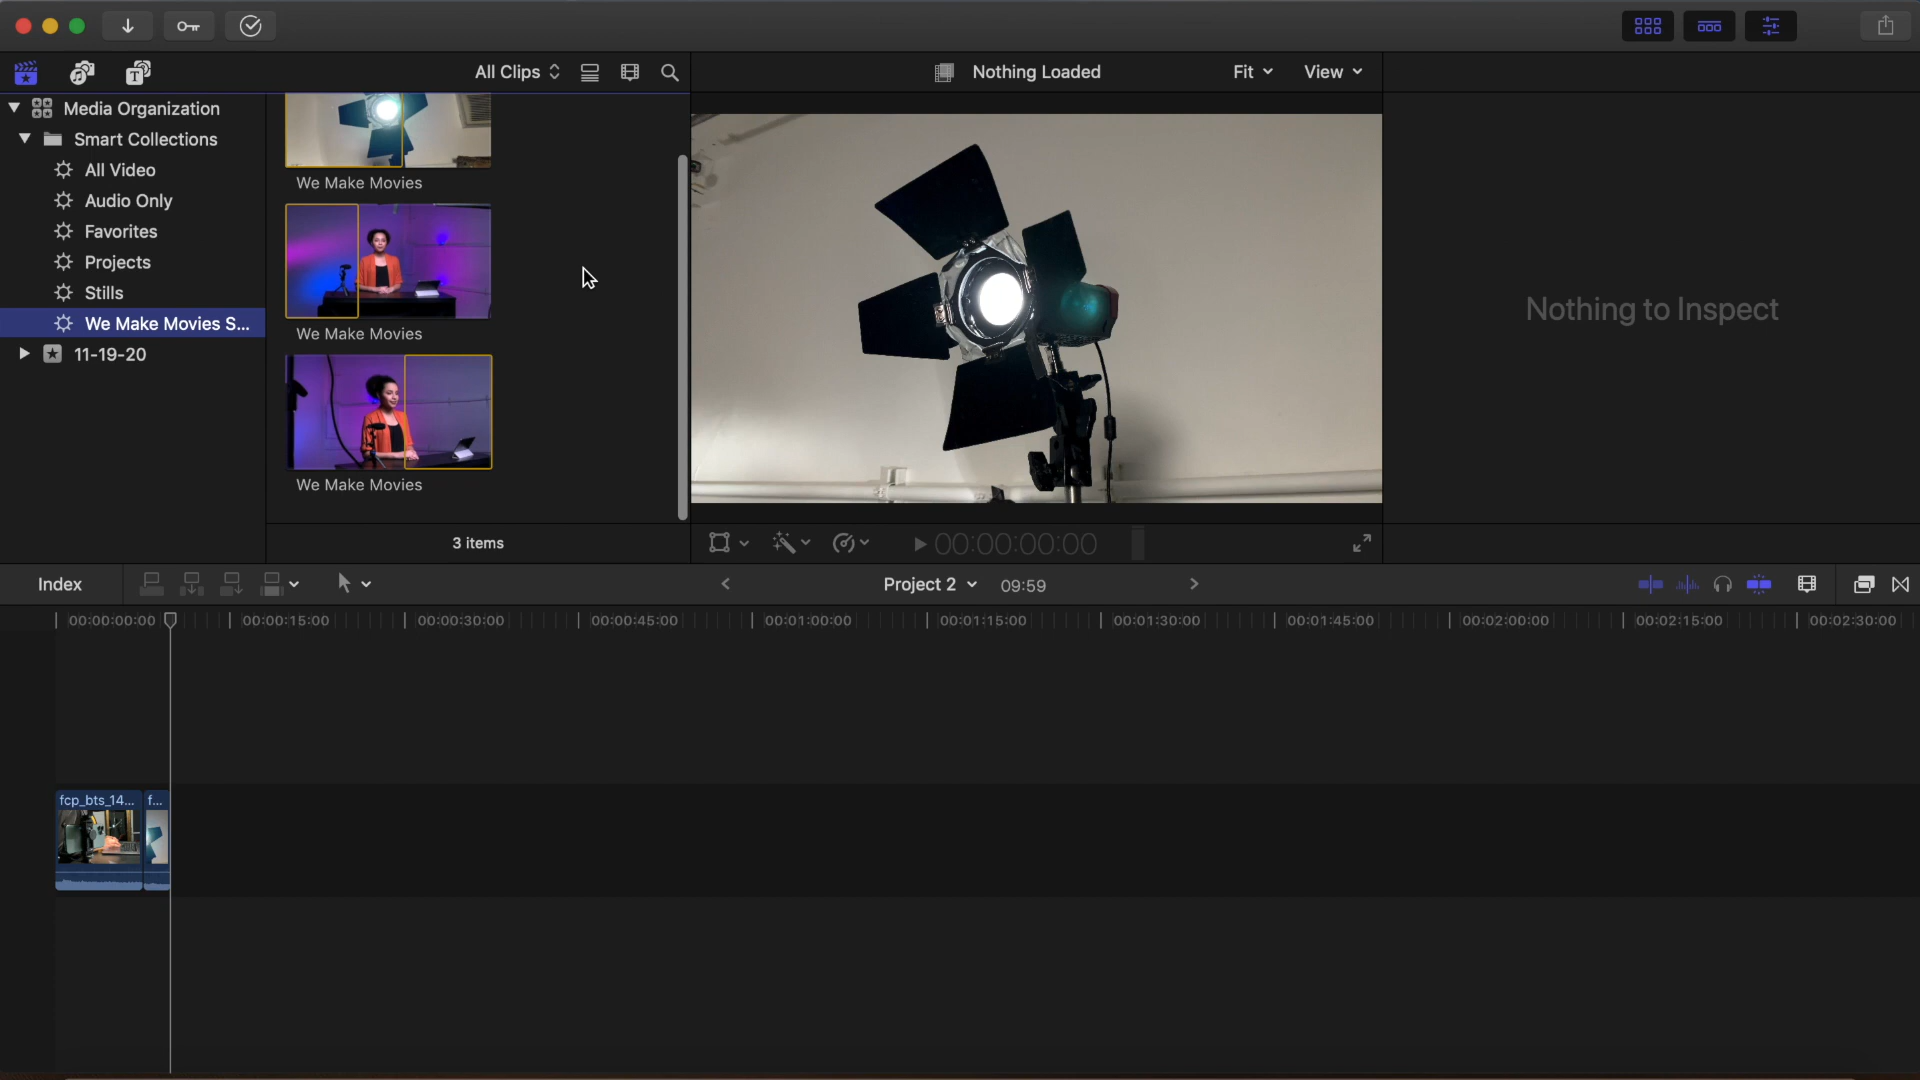 All Clips
Nothing Loaded
Fit
View
Media Organization
Smart Collections
All Video
Audio Only
Favorites
Projects
Stills
We Make Movies S...
11-19-20
We Make Movies
We Make Movies
We Make Movies
3 items
Nothing to Inspect
00:00:00:00
Index
Project 2
09:59
00:00:00:00
00:00:15:00
00:00:30:00
00:00:45:00
00:01:00:00
00:01:15:00
00:01:30:00
00:01:45:00
00:02:00:00
00:02:15:00
00:02:30:00
fcp_bts_14...
f...